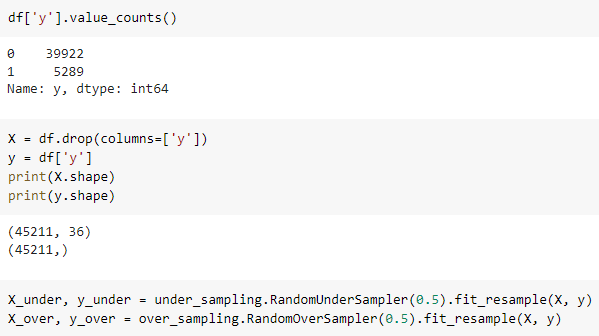 df['y'].value_counts()
0    39922
1     5289
Name: y, dtype: int64
X = df.drop(columns=['y'])
y = df['y']
print(X.shape)
print(y.shape)
(45211, 36)
(45211,)
X_under, y_under = under_sampling.RandomUnderSampler(0.5).fit_resample(X, y)
X_over, y_over = over_sampling.RandomOverSampler(0.5).fit_resample(X, y)